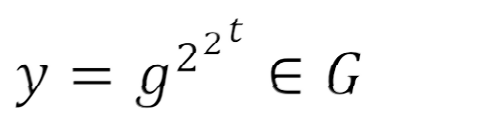 y = g^{2^{2^t}} ∈ G